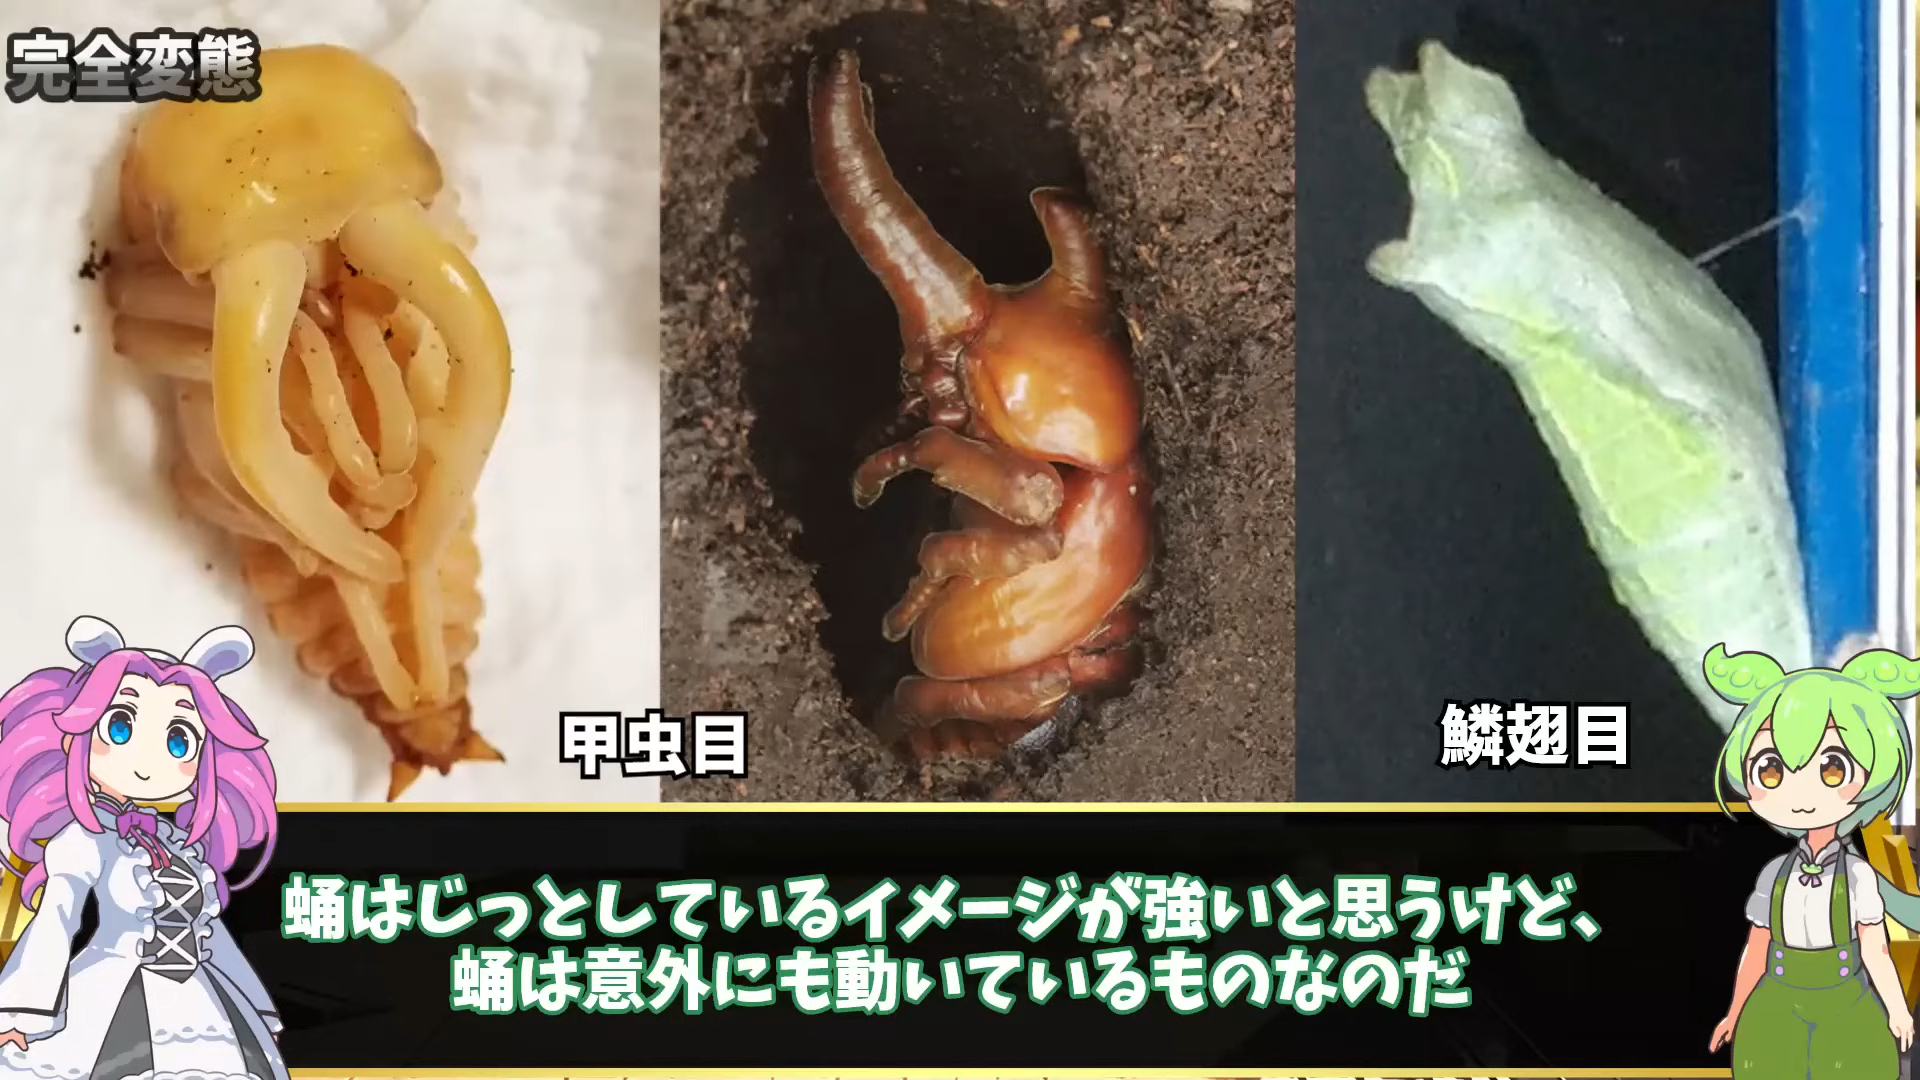 完全変態
甲虫目
鱗翅目
蛹はじっとしているイメージが強いと思うけど、
蛹は意外にも動いているものなのだ